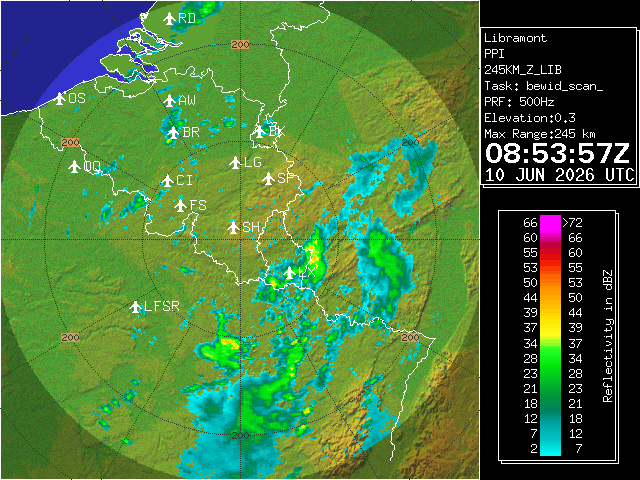 Libramont
PPI
245KM_Z_LIB
Task: bewid_scan_
PRF: 500Hz
Elevation:0.3
Max Range:245 km
08:53:57Z
10 JUN 2026 UTC
66 >72
60 66
55 60
53 55
50 53
44 50
39 44
37 39
34 37
28 34
23 28
21 23
18 21
12 18
7 12
2 7
Reflectivity in dBZ
RD
200
OS
AW
BR
200
200
QO
LG
CI
SP
FS
SH
LX
LFSR
200
200
200